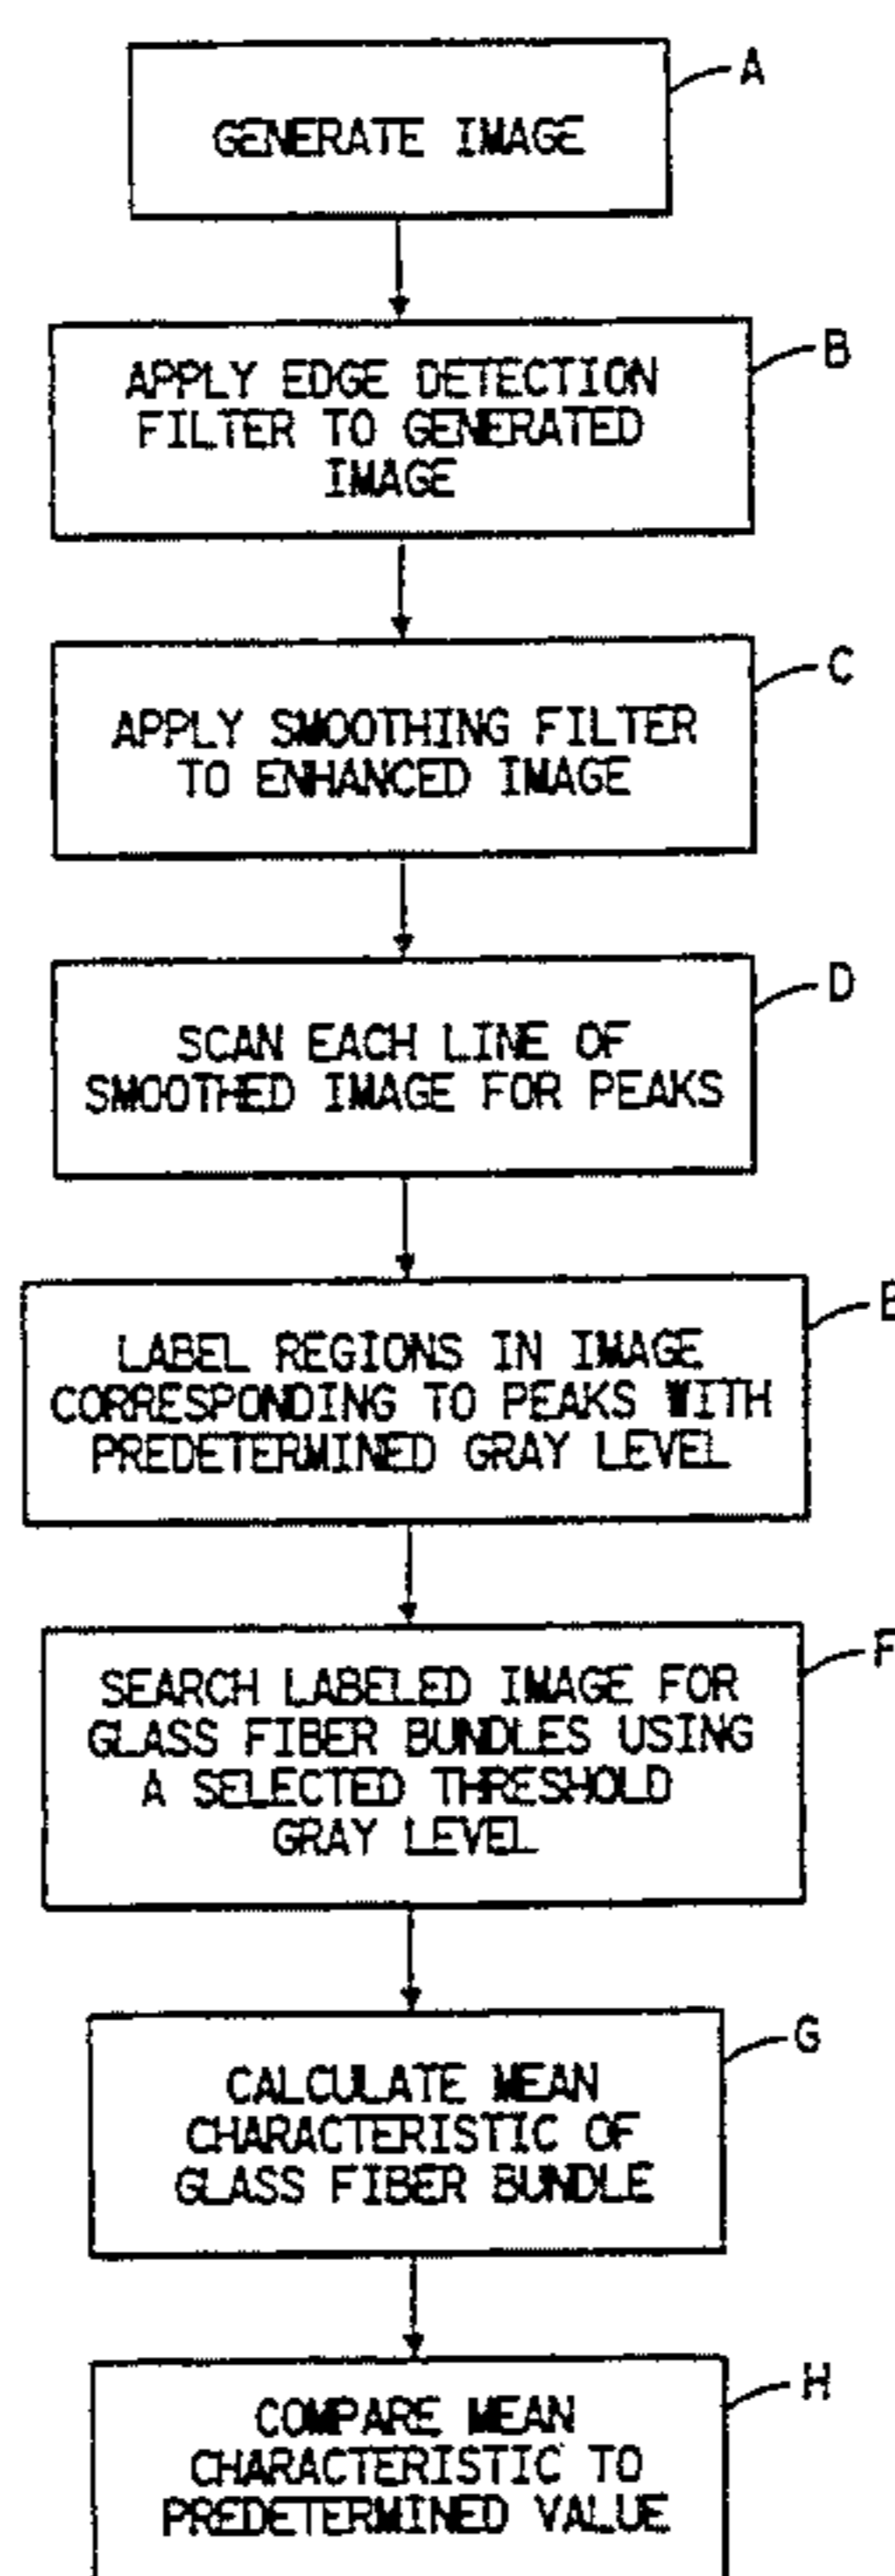 A
GENERATE IMAGE
B
APPLY EDGE DETECTION
FILTER TO GENERATED
IMAGE
C
APPLY SMOOTHING FILTER
TO ENHANCED IMAGE
D
SCAN EACH LINE OF
SMOOTHED IMAGE FOR PEAKS
E
LABEL REGIONS IN IMAGE
CORRESPONDING TO PEAKS WITH
PREDETERMINED GRAY LEVEL
F
SEARCH LABELED IMAGE FOR
GLASS FIBER BUNDLES USING
A SELECTED THRESHOLD
GRAY LEVEL
G
CALCULATE MEAN
CHARACTERISTIC OF
GLASS FIBER BUNDLE
H
COMPARE MEAN
CHARACTERISTIC TO
PREDETERMINED VALUE